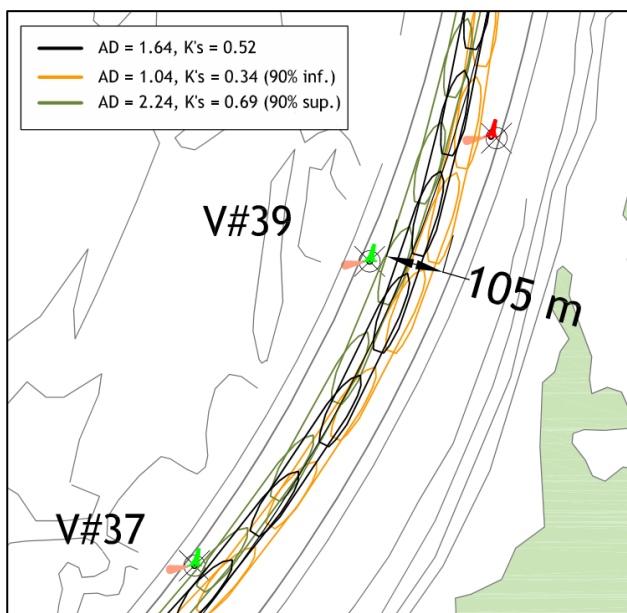 AD = 1.64, K's = 0.52
AD = 1.04, K's = 0.34 (90% inf.)
AD = 2.24, K's = 0.69 (90% sup.)
V#39
105 m
V#37